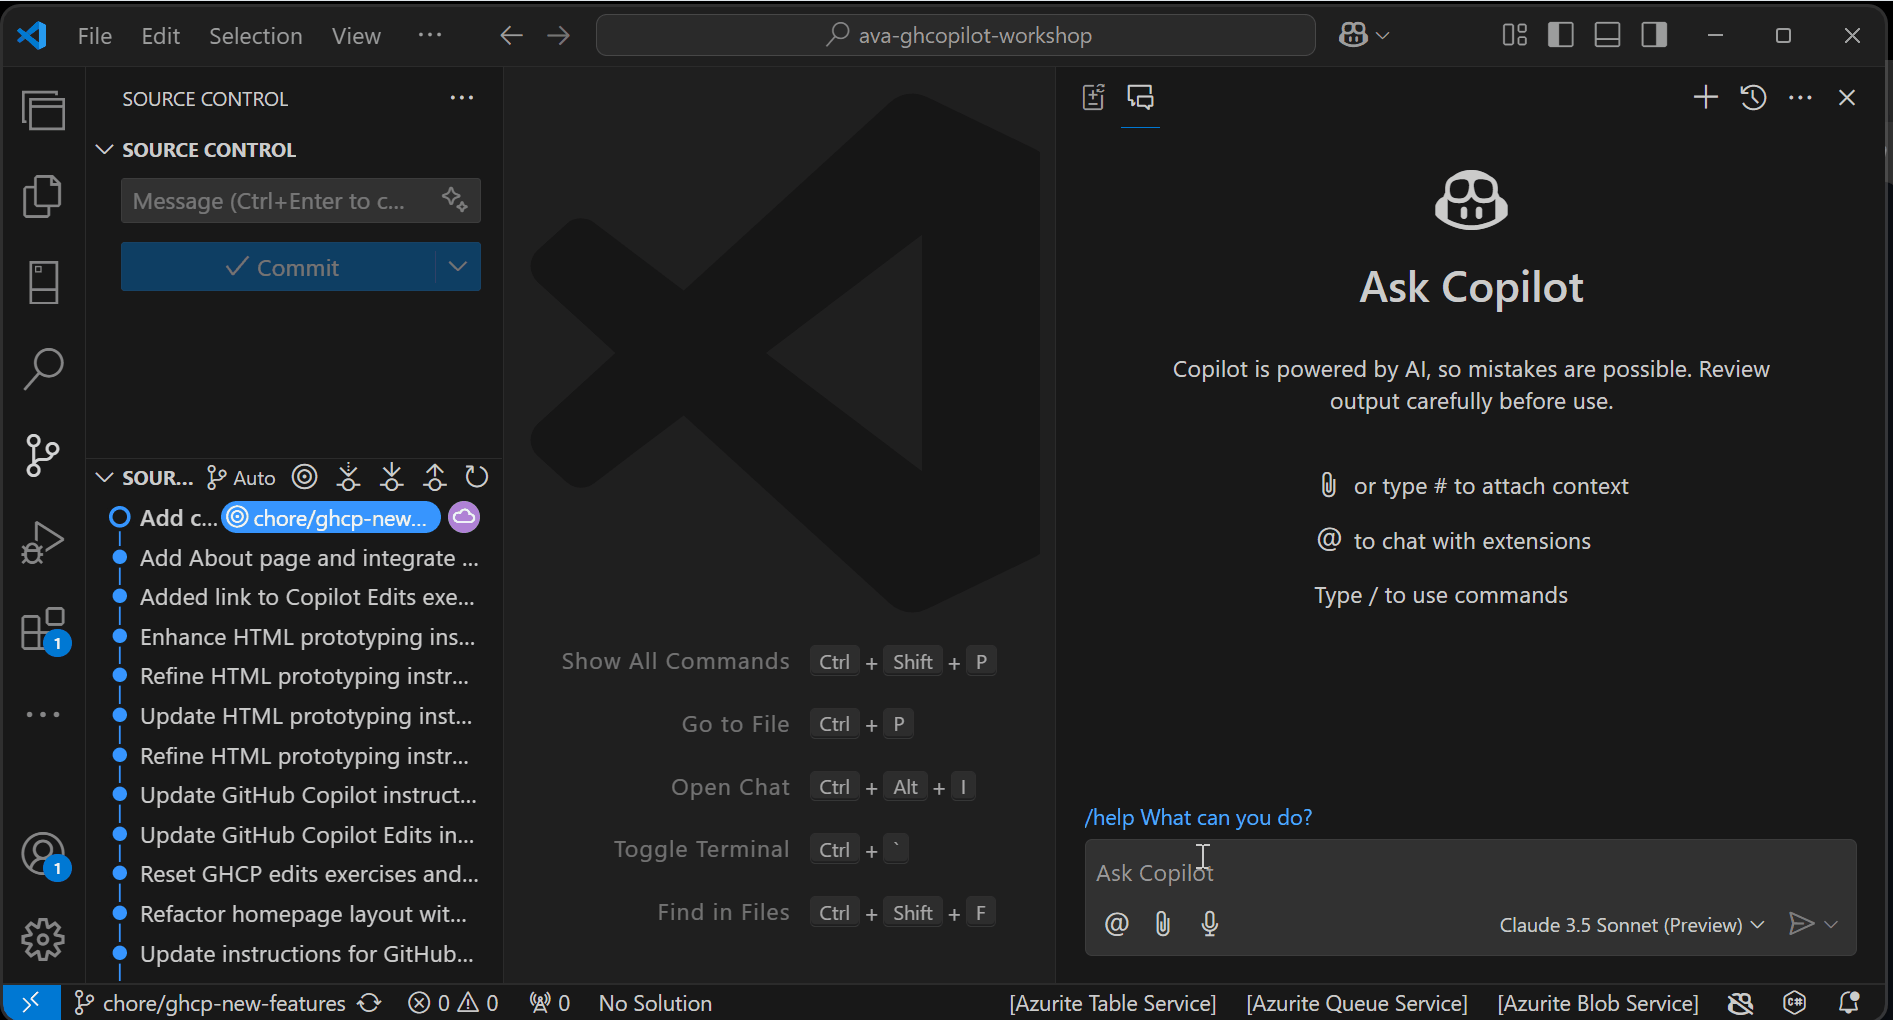 File Edit Selection View ···
ava-ghcopilot-workshop
SOURCE CONTROL ···
SOURCE CONTROL
Message (Ctrl+Enter to c...
Commit
SOUR... Auto
Add c... chore/ghcp-new...
Add About page and integrate ...
Added link to Copilot Edits exe...
Enhance HTML prototyping ins...
Refine HTML prototyping instr...
Update HTML prototyping inst...
Refine HTML prototyping instr...
Update GitHub Copilot instruct...
Update GitHub Copilot Edits in...
Reset GHCP edits exercises and...
Refactor homepage layout wit...
Update instructions for GitHub...
1
1
Show All Commands Ctrl + Shift + P
Go to File Ctrl + P
Open Chat Ctrl + Alt + I
Toggle Terminal Ctrl + `
Find in Files Ctrl + Shift + F
Ask Copilot
Copilot is powered by AI, so mistakes are possible. Review
output carefully before use.
or type # to attach context
@ to chat with extensions
Type / to use commands
/help What can you do?
Ask Copilot
@ Claude 3.5 Sonnet (Preview)
chore/ghcp-new-features 0 0 0 No Solution [Azurite Table Service] [Azurite Queue Service] [Azurite Blob Service] C#